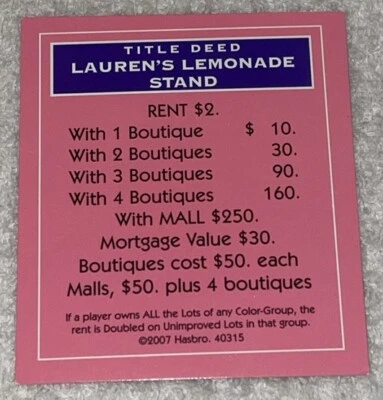 TITLE DEED
LAUREN'S LEMONADE
STAND
RENT $2.
With 1 Boutique $ 10.
With 2 Boutiques 30.
With 3 Boutiques 90.
With 4 Boutiques 160.
With MALL $250.
Mortgage Value $30.
Boutiques cost $50. each
Malls, $50. plus 4 boutiques
If a player owns ALL the Lots of any Color-Group, the
rent is Doubled on Unimproved Lots in that group.
©2007 Hasbro. 40315